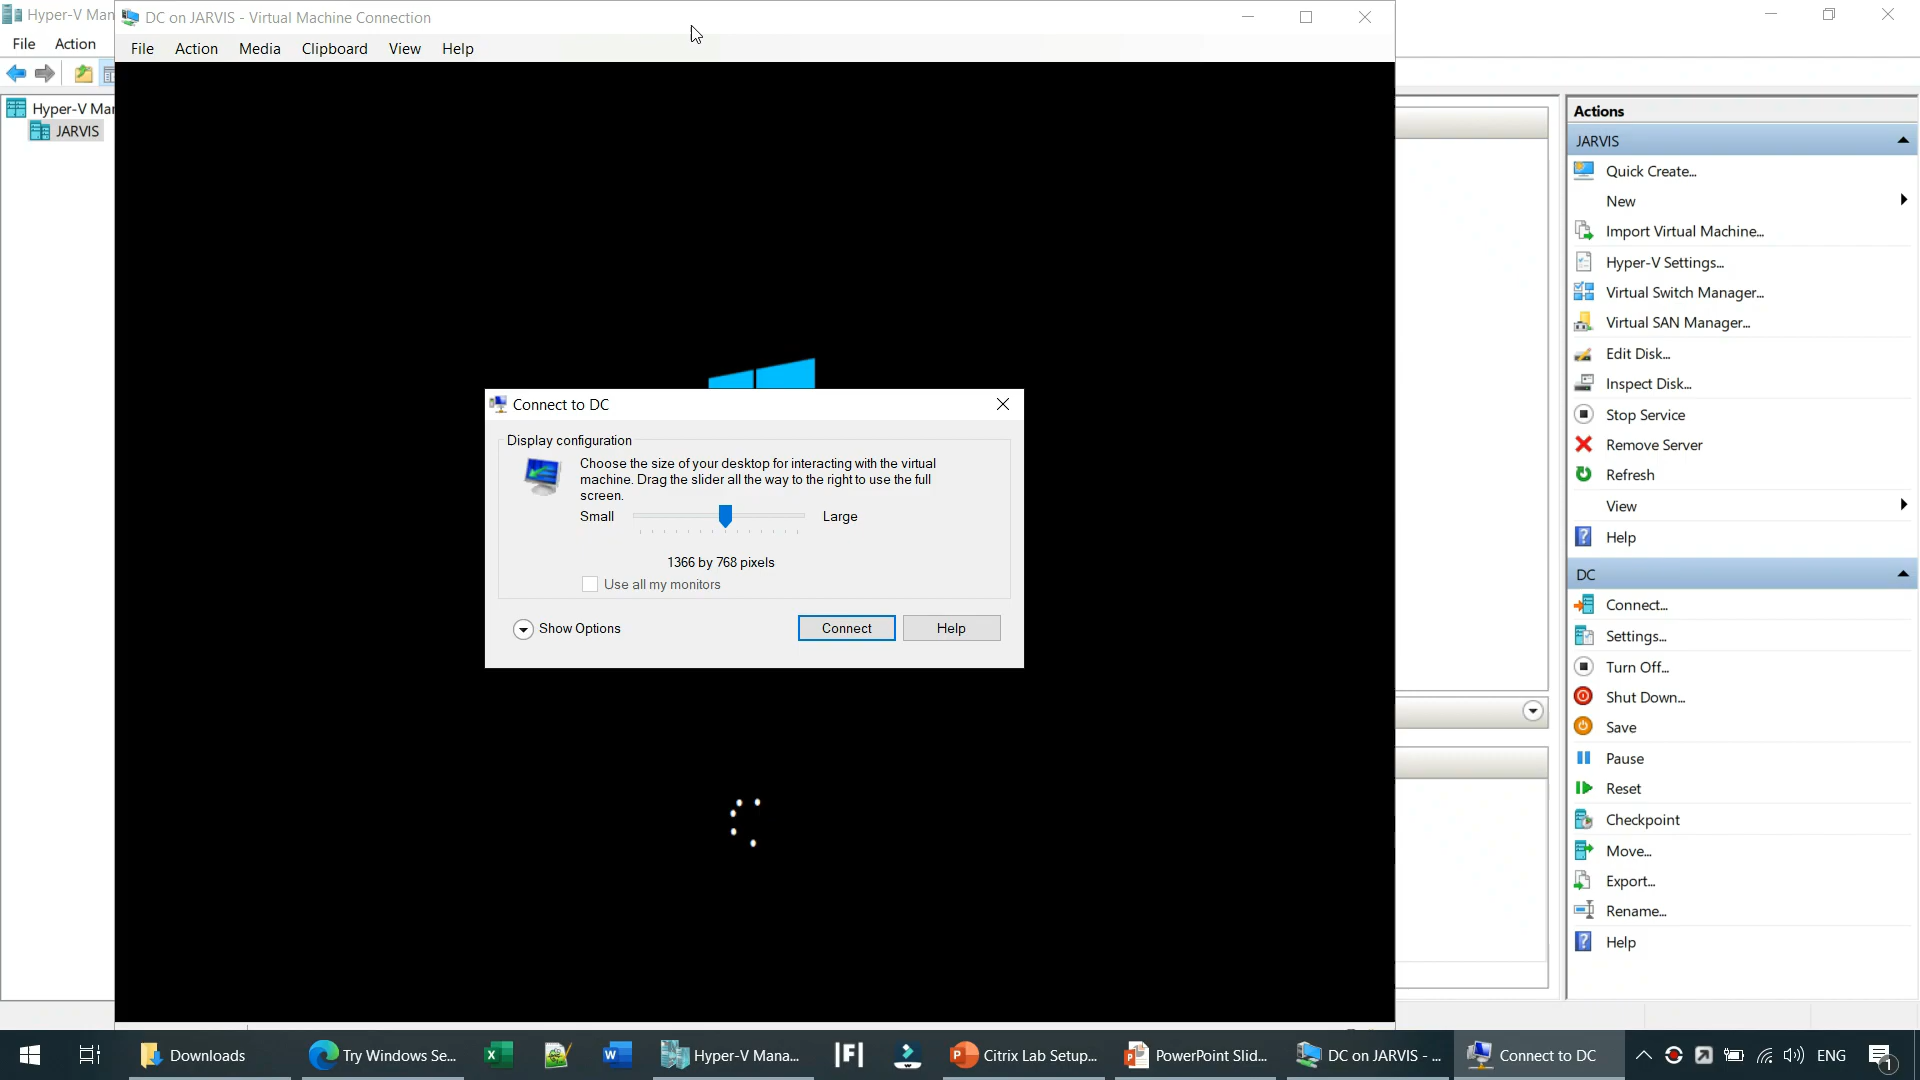 Hyper-V Man
DC on JARVIS - Virtual Machine Connection
File
Action
File
Action
Media
Clipboard
View
Help
Hyper-V Mar
JARVIS
Connect to DC
Display configuration
Choose the size of your desktop for interacting with the virtual
machine. Drag the slider all the way to the right to use the full
screen.
Small
Large
1366 by 768 pixels
Use all my monitors
Show Options
Connect
Help
Actions
JARVIS
Quick Create...
New
Import Virtual Machine...
Hyper-V Settings...
Virtual Switch Manager...
Virtual SAN Manager...
Edit Disk...
Inspect Disk...
Stop Service
Remove Server
Refresh
View
Help
DC
Connect...
Settings...
Turn Off...
Shut Down...
Save
Pause
Reset
Checkpoint
Move...
Export...
Rename...
Help
Downloads
Try Windows Se...
Hyper-V Mana...
Citrix Lab Setup...
PowerPoint Slid...
DC on JARVIS - ...
Connect to DC
ENG
1